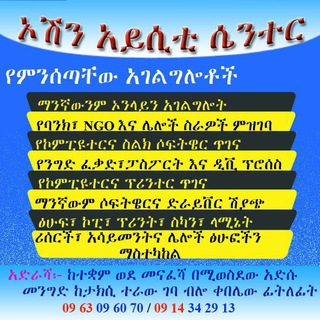 ኦሽን አይሲቲ ሴንተር
የምንሰጣቸው አገልግሎቶች
ማንኛውንም ኦንላይን አገልግሎት
የባንክ፣ NGO እና ሌሎች ስራዎች ምዝገባ
የኮምፒዩተርና ስልክ ሶፍትዌር ጥገና
የንግድ ፈቃድ፣ፓስፖርት እና ዲቪ ፕሮሰስ
የኮምፒዩተርና ፕሪንተር ጥገና
ማንኛውም ሶፍትዌርና ድራይቨር ሽያጭ
ፅሁፍ፣ ኮፒ፣ ፕሪንት፣ ስካን፣ ላሚኔት
ሪሰርች፣ አሳይመንትና ሌሎች ፅሁፎችን
ማስተካከል
አድራሻ፦ ከተቋም ወደ መናፈሻ በሚወስደው አድሱ
መንግድ ከታክሲ ተራው ገባ ብሎ ቀበሌው ፊትለፊት
09 63 09 60 70 / 09 14 34 29 13